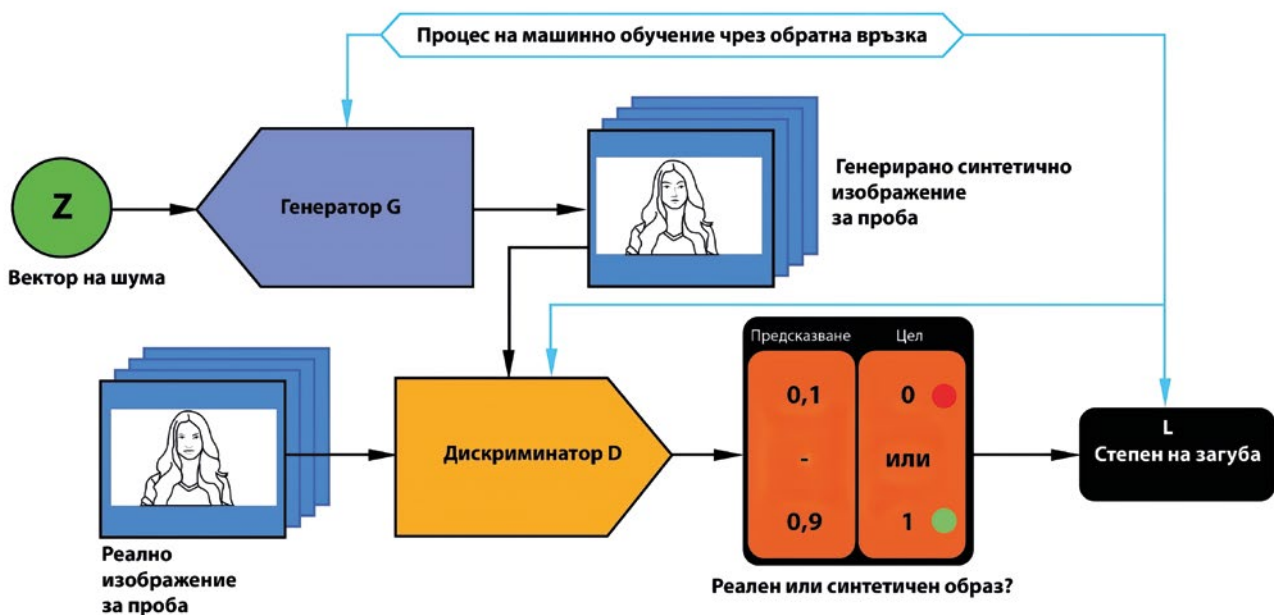 Процес на машинно обучение чрез обратна връзка
Z
Вектор на шума
Генератор G
Генерирано синтетично
изображение
за проба
Реално
изображение
за проба
Дискриминатор D
Предсказване
Цел
0,1
0
-
или
0,9
1
Реален или синтетичен образ?
L
Степен на загуба